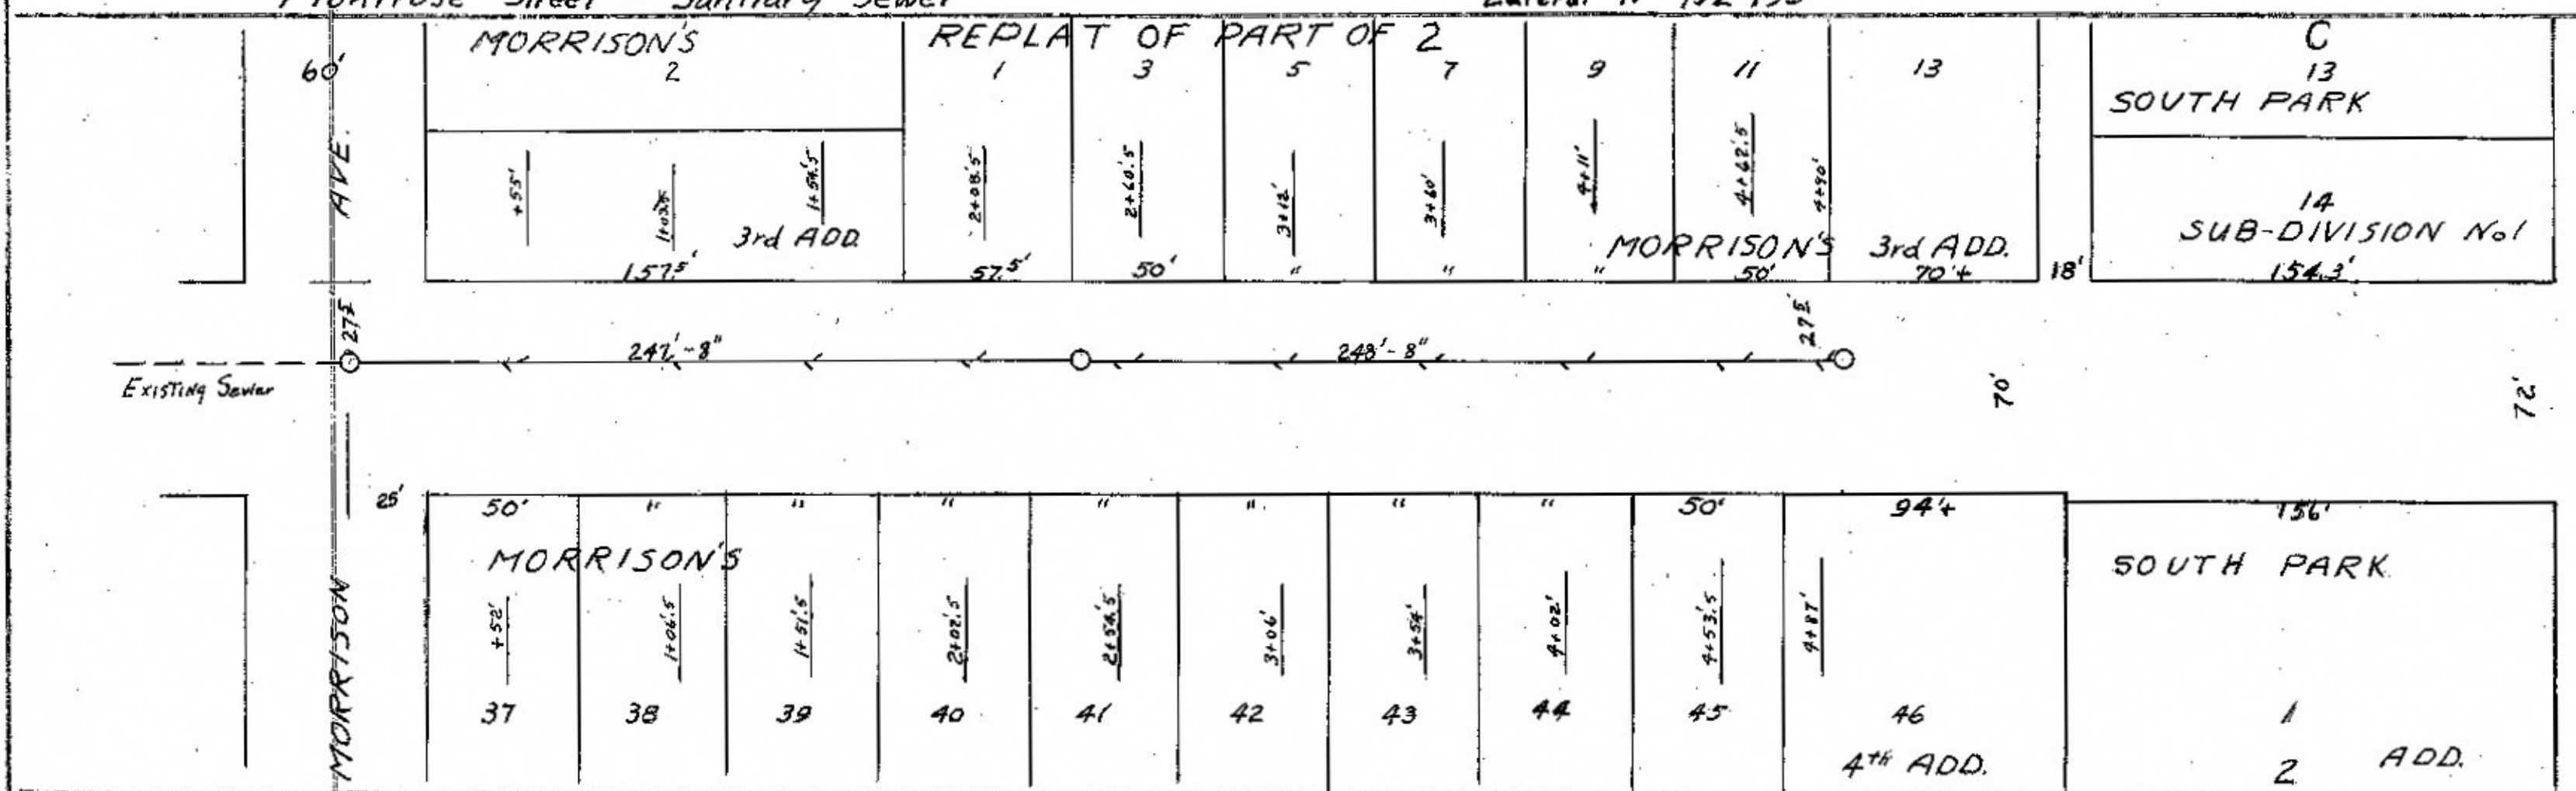 Montrose Street Sanitary Sewer
MORRISON'S REPLAT OF PART OF 2 C
60' 2 1 3 5 7 9 11 13 13
SOUTH PARK
AVE.
+55' 1+54'.5 2+08'.5 2+60'.5 3+12' 3+60' 4+11' 4+62'.5 4+90'
14
3rd ADD. MORRISON'S 3rd ADD. SUB-DIVISION No 1
157.5' 57.5' 50' " " " 50' 70'+ 18' 154.3'
27.5 27.5
247'-8" 248'-8"
Existing Sewer
70' 72'
25' 50' " " " " " " " 50' 94'+ 156'
MORRISON'S SOUTH PARK
MORRISON
+52' 1+06'.5 1+51'.5 2+02'.5 2+54'.5 3+06' 3+54' 4+02' 4+53'.5 4+87'
37 38 39 40 41 42 43 44 45 46 1
4th ADD. 2 ADD.